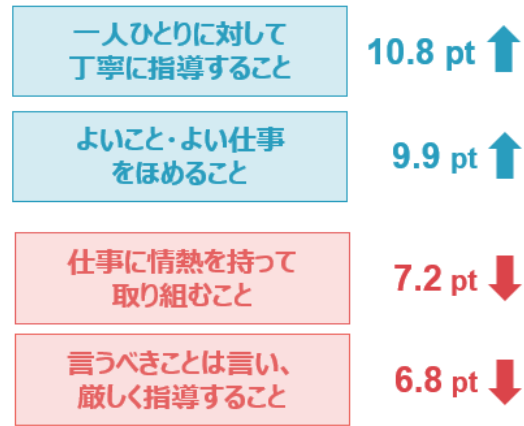 一人ひとりに対して
丁寧に指導すること
10.8 pt
よいこと・よい仕事
をほめること
9.9 pt
仕事に情熱を持って
取り組むこと
7.2 pt
言うべきことは言い、
厳しく指導すること
6.8 pt